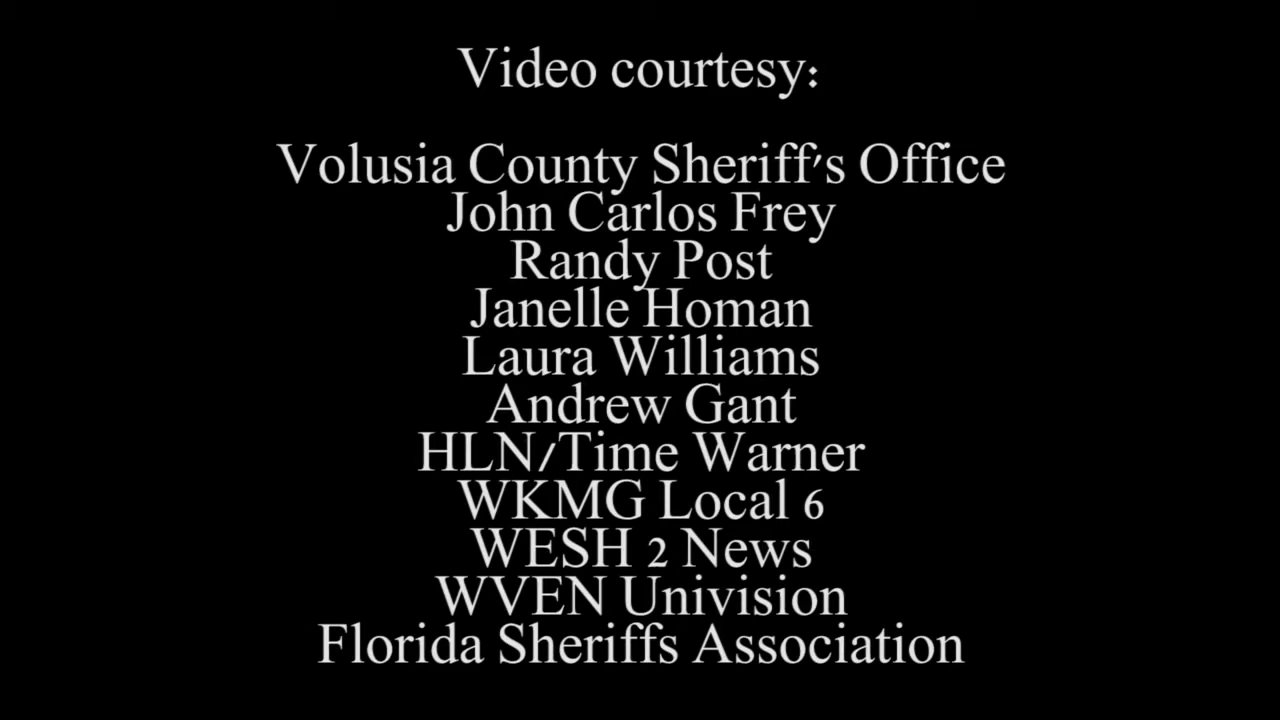 Video courtesy:
Volusia County Sheriff's Office
John Carlos Frey
Randy Post
Janelle Homan
Laura Williams
Andrew Gant
HLN/Time Warner
WKMG Local 6
WESH 2 News
WVEN Univision
Florida Sheriffs Association